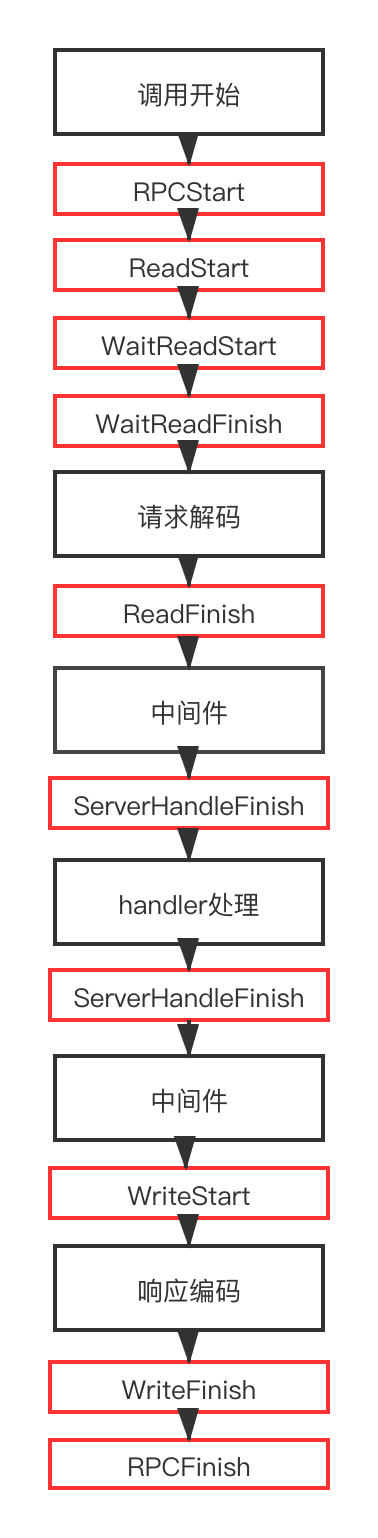 调用开始
RPCStart
ReadStart
WaitReadStart
WaitReadFinish
请求解码
ReadFinish
中间件
ServerHandleFinish
handler处理
ServerHandleFinish
中间件
WriteStart
响应编码
WriteFinish
RPCFinish